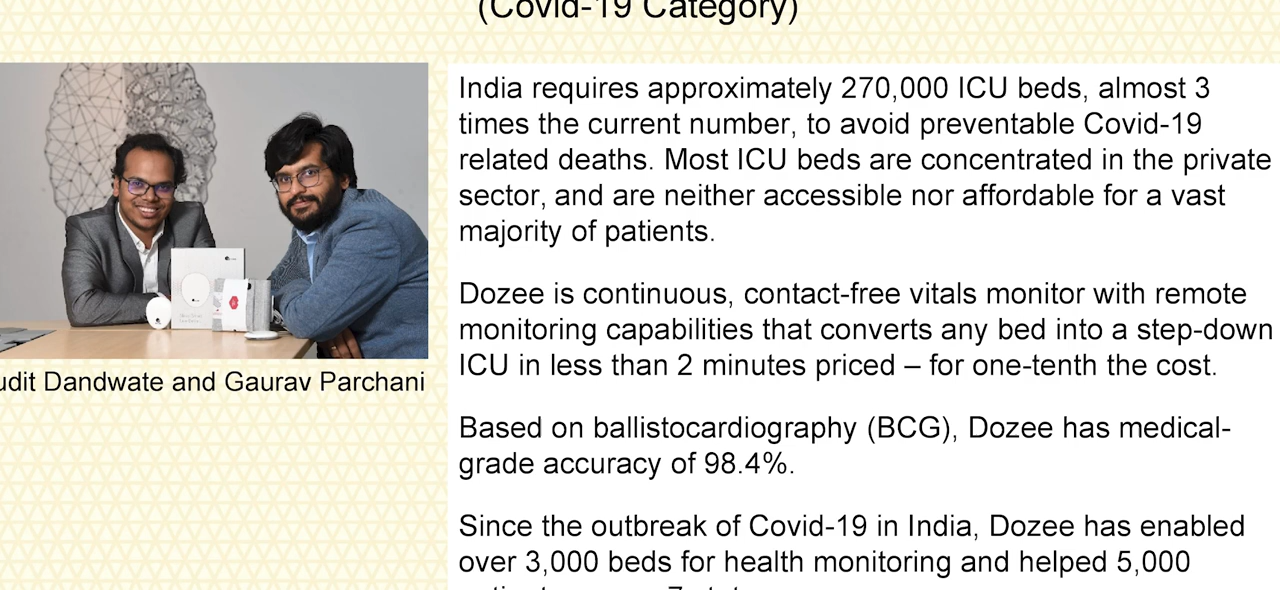 (Covid-19 Category)
India requires approximately 270,000 ICU beds, almost 3
times the current number, to avoid preventable Covid-19
related deaths. Most ICU beds are concentrated in the private
sector, and are neither accessible nor affordable for a vast
majority of patients.
Dozee is continuous, contact-free vitals monitor with remote
monitoring capabilities that converts any bed into a step-down
ICU in less than 2 minutes priced – for one-tenth the cost.
Based on ballistocardiography (BCG), Dozee has medical-
grade accuracy of 98.4%.
Since the outbreak of Covid-19 in India, Dozee has enabled
over 3,000 beds for health monitoring and helped 5,000
udit Dandwate and Gaurav Parchani